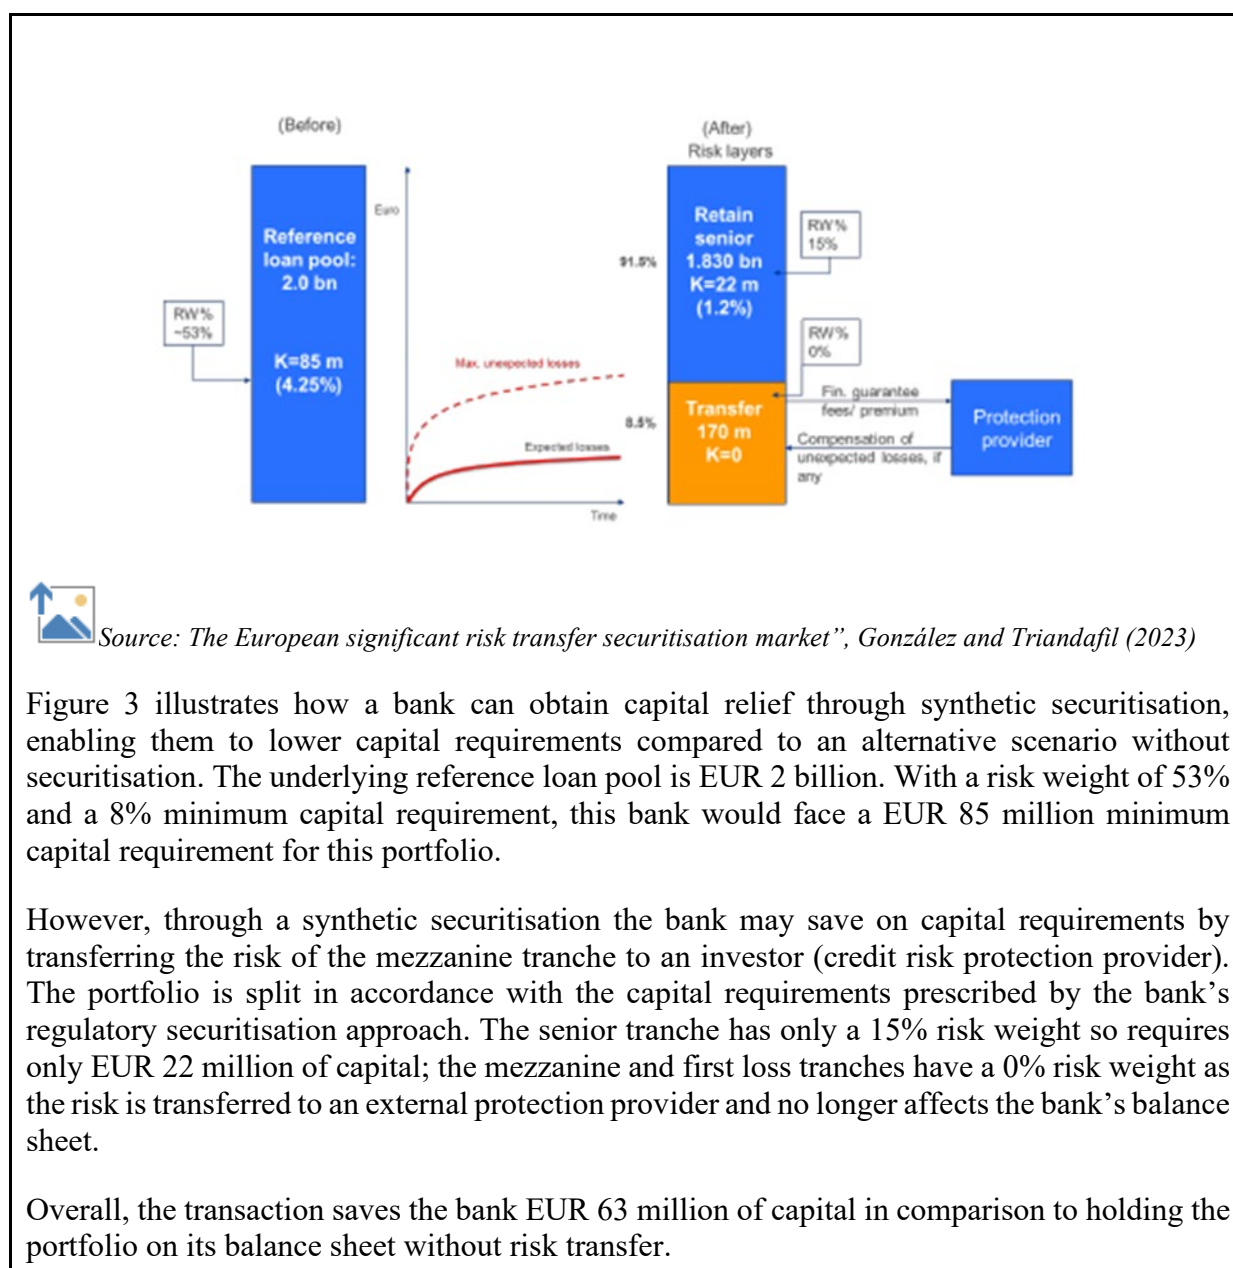 (Before)
(After)
Risk layers
Euro
Reference
loan pool:
2.0 bn
K=85 m
(4.25%)
RW%
~53%
Max. unexpected losses
Expected losses
Time
91.5%
8.5%
Retain
senior
1.830 bn
K=22 m
(1.2%)
RW%
15%
RW%
0%
Transfer
170 m
K=0
Fin. guarantee
fees/ premium
Compensation of
unexpected losses, if
any
Protection
provider
Source: The European significant risk transfer securitisation market”, González and Triandafil (2023)
Figure 3 illustrates how a bank can obtain capital relief through synthetic securitisation,
enabling them to lower capital requirements compared to an alternative scenario without
securitisation. The underlying reference loan pool is EUR 2 billion. With a risk weight of 53%
and a 8% minimum capital requirement, this bank would face a EUR 85 million minimum
capital requirement for this portfolio.
However, through a synthetic securitisation the bank may save on capital requirements by
transferring the risk of the mezzanine tranche to an investor (credit risk protection provider).
The portfolio is split in accordance with the capital requirements prescribed by the bank’s
regulatory securitisation approach. The senior tranche has only a 15% risk weight so requires
only EUR 22 million of capital; the mezzanine and first loss tranches have a 0% risk weight as
the risk is transferred to an external protection provider and no longer affects the bank’s balance
sheet.
Overall, the transaction saves the bank EUR 63 million of capital in comparison to holding the
portfolio on its balance sheet without risk transfer.